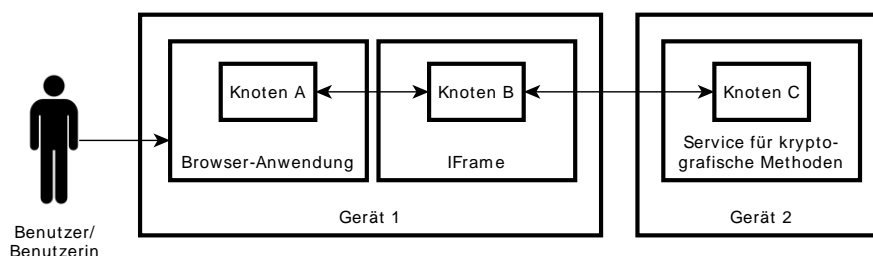 Knoten A
Knoten B
Knoten C
Browser-Anwendung
IFrame
Service für krypto-
grafische Methoden
Gerät 1
Gerät 2
Benutzer/
Benutzerin